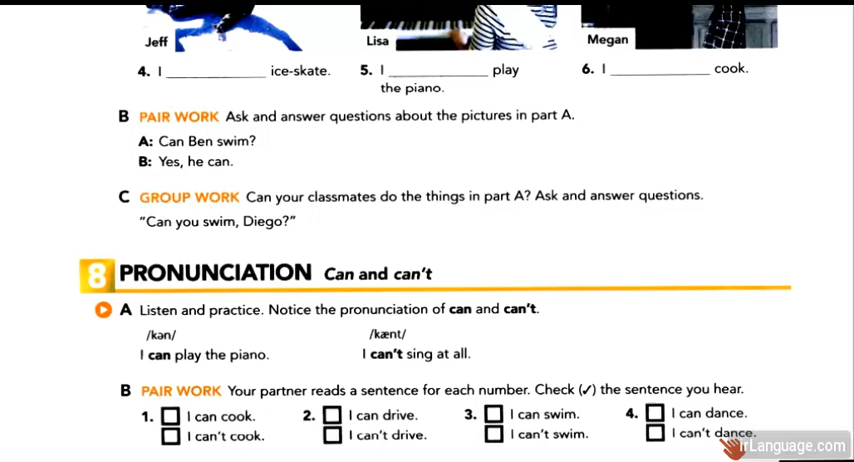 Jeff Lisa Megan
4. I ____________ ice-skate. 5. I ____________ play 6. I ____________ cook.
the piano.
B PAIR WORK Ask and answer questions about the pictures in part A.
A: Can Ben swim?
B: Yes, he can.
C GROUP WORK Can your classmates do the things in part A? Ask and answer questions.
"Can you swim, Diego?"
8 PRONUNCIATION Can and can't
A Listen and practice. Notice the pronunciation of can and can't.
/kən/ /kænt/
I can play the piano. I can't sing at all.
B PAIR WORK Your partner reads a sentence for each number. Check (✓) the sentence you hear.
1. □ I can cook. 2. □ I can drive. 3. □ I can swim. 4. □ I can dance.
□ I can't cook. □ I can't drive. □ I can't swim. □ I can't dance.
irLanguage.com